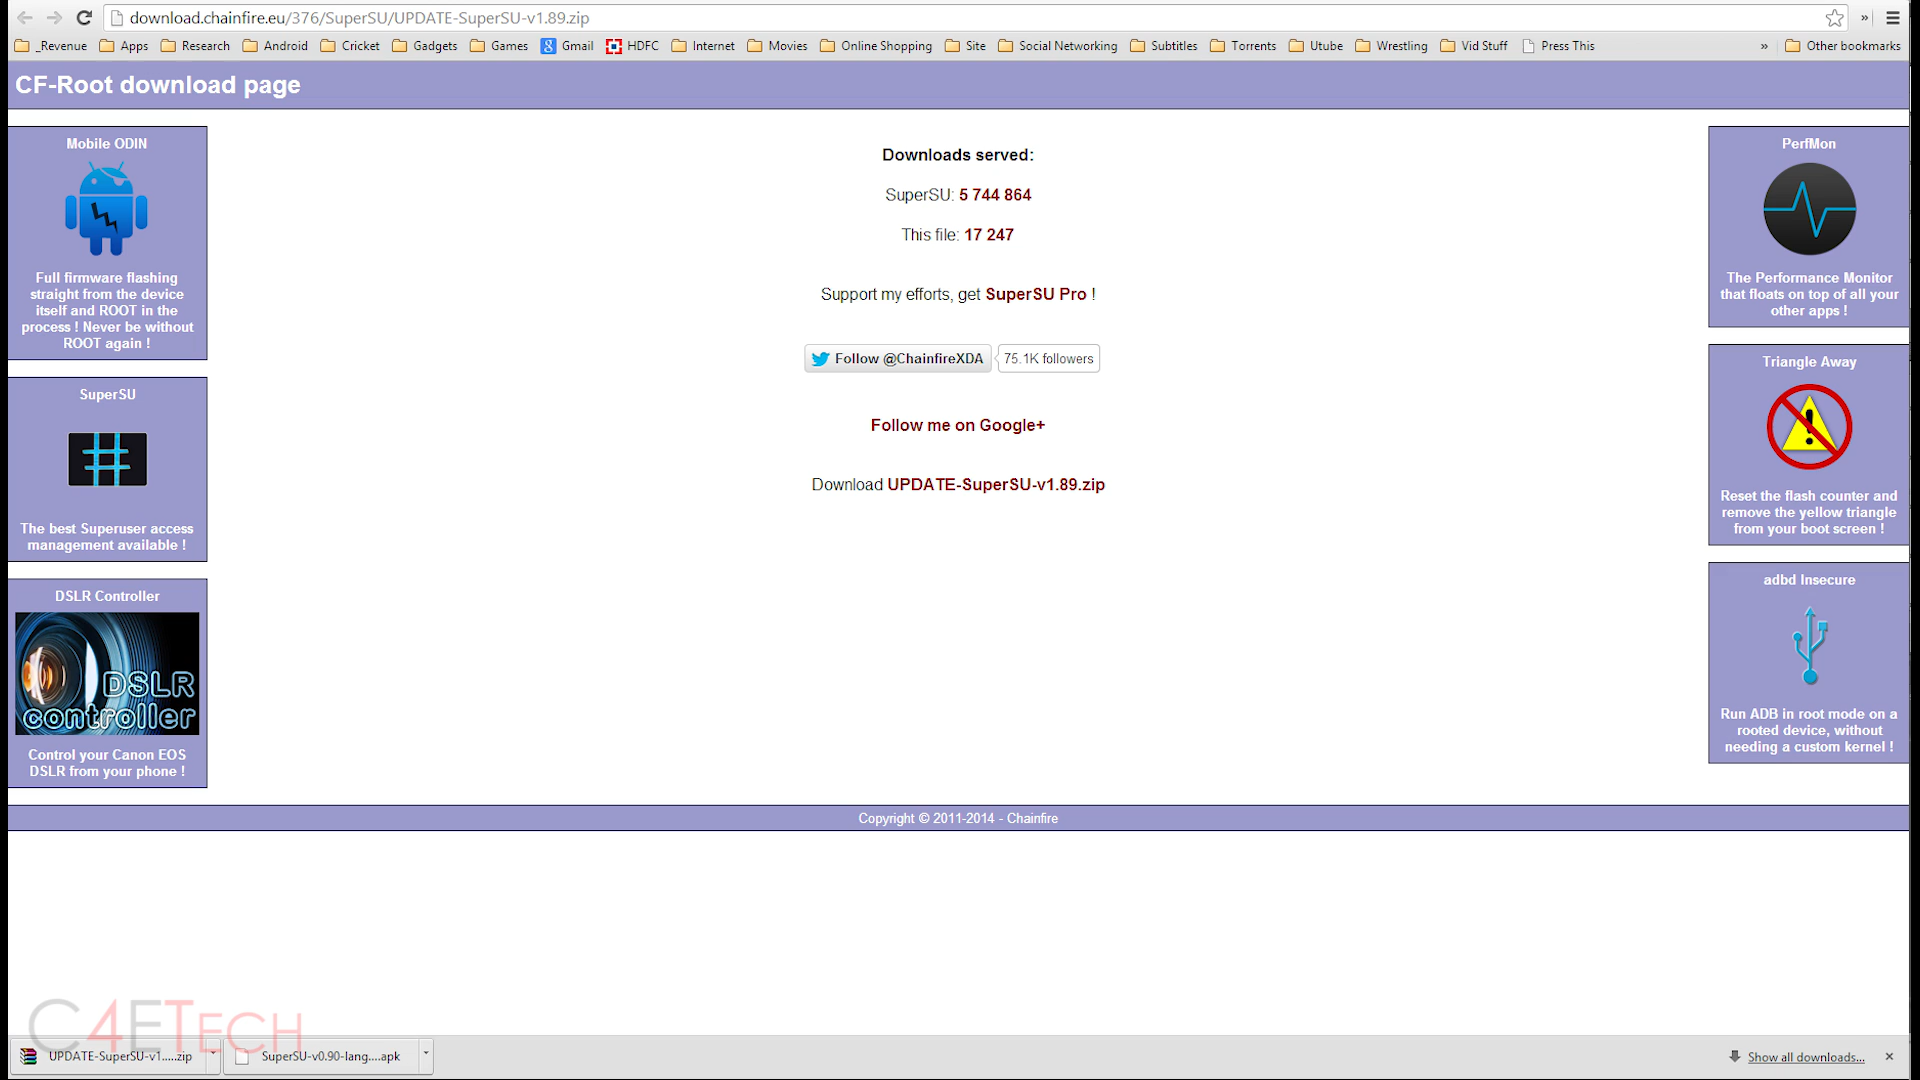 download.chainfire.eu/376/SuperSU/UPDATE-SuperSU-v1.89.zip
»
_Revenue Apps Research Android Cricket Gadgets Games Gmail HDFC Internet Movies Online Shopping Site Social Networking Subtitles Torrents Utube Wrestling Vid Stuff Press This » Other bookmarks
CF-Root download page
Mobile ODIN
Full firmware flashing
straight from the device
itself and ROOT in the
process ! Never be without
ROOT again !
SuperSU
The best Superuser access
management available !
DSLR Controller
DSLR
controller
Control your Canon EOS
DSLR from your phone !
Downloads served:
SuperSU: 5 744 864
This file: 17 247
Support my efforts, get SuperSU Pro !
Follow @ChainfireXDA 75.1K followers
Follow me on Google+
Download UPDATE-SuperSU-v1.89.zip
PerfMon
The Performance Monitor
that floats on top of all your
other apps !
Triangle Away
Reset the flash counter and
remove the yellow triangle
from your boot screen !
adbd Insecure
Run ADB in root mode on a
rooted device, without
needing a custom kernel !
Copyright © 2011-2014 - Chainfire
C4ETECH
UPDATE-SuperSU-v1.....zip SuperSU-v0.90-lang....apk Show all downloads...